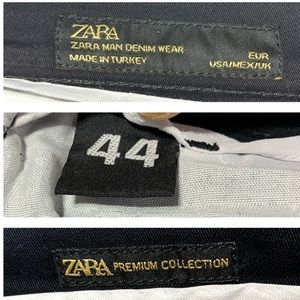 ZARA
ZARA MAN DENIM WEAR
MADE IN TURKEY
EUR
USA/MEX/UK
44
ZARA PREMIUM COLLECTION